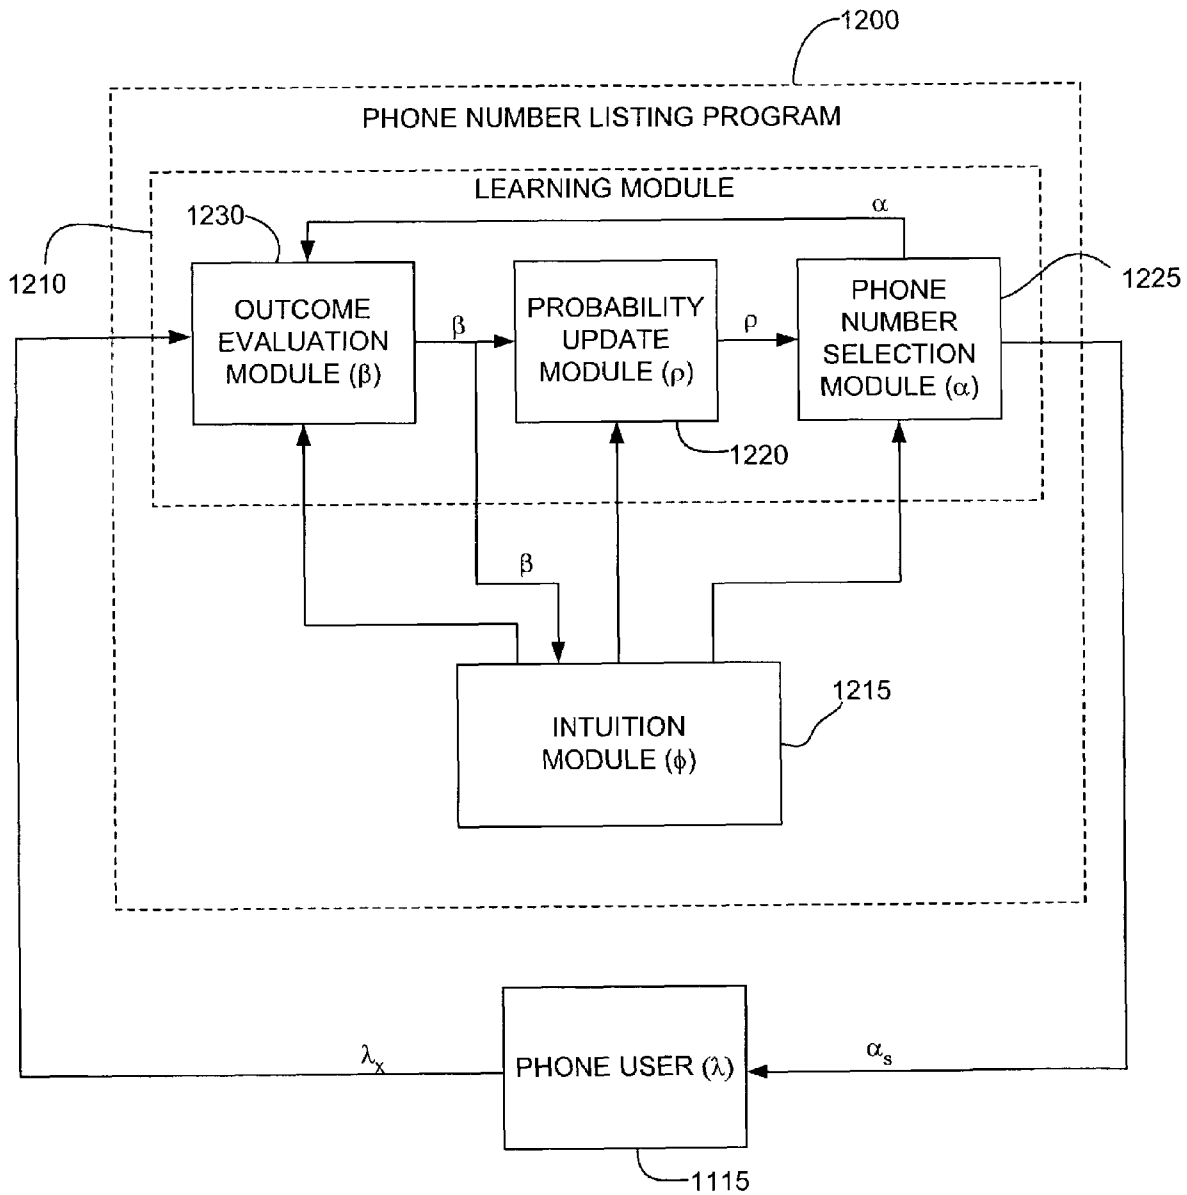 1200
PHONE NUMBER LISTING PROGRAM
LEARNING MODULE
1230
α
1210
1225
OUTCOME
EVALUATION
MODULE (β)
β
PROBABILITY
UPDATE
MODULE (ρ)
ρ
PHONE
NUMBER
SELECTION
MODULE (α)
1220
β
1215
INTUITION
MODULE (ϕ)
λx
PHONE USER (λ)
αs
1115